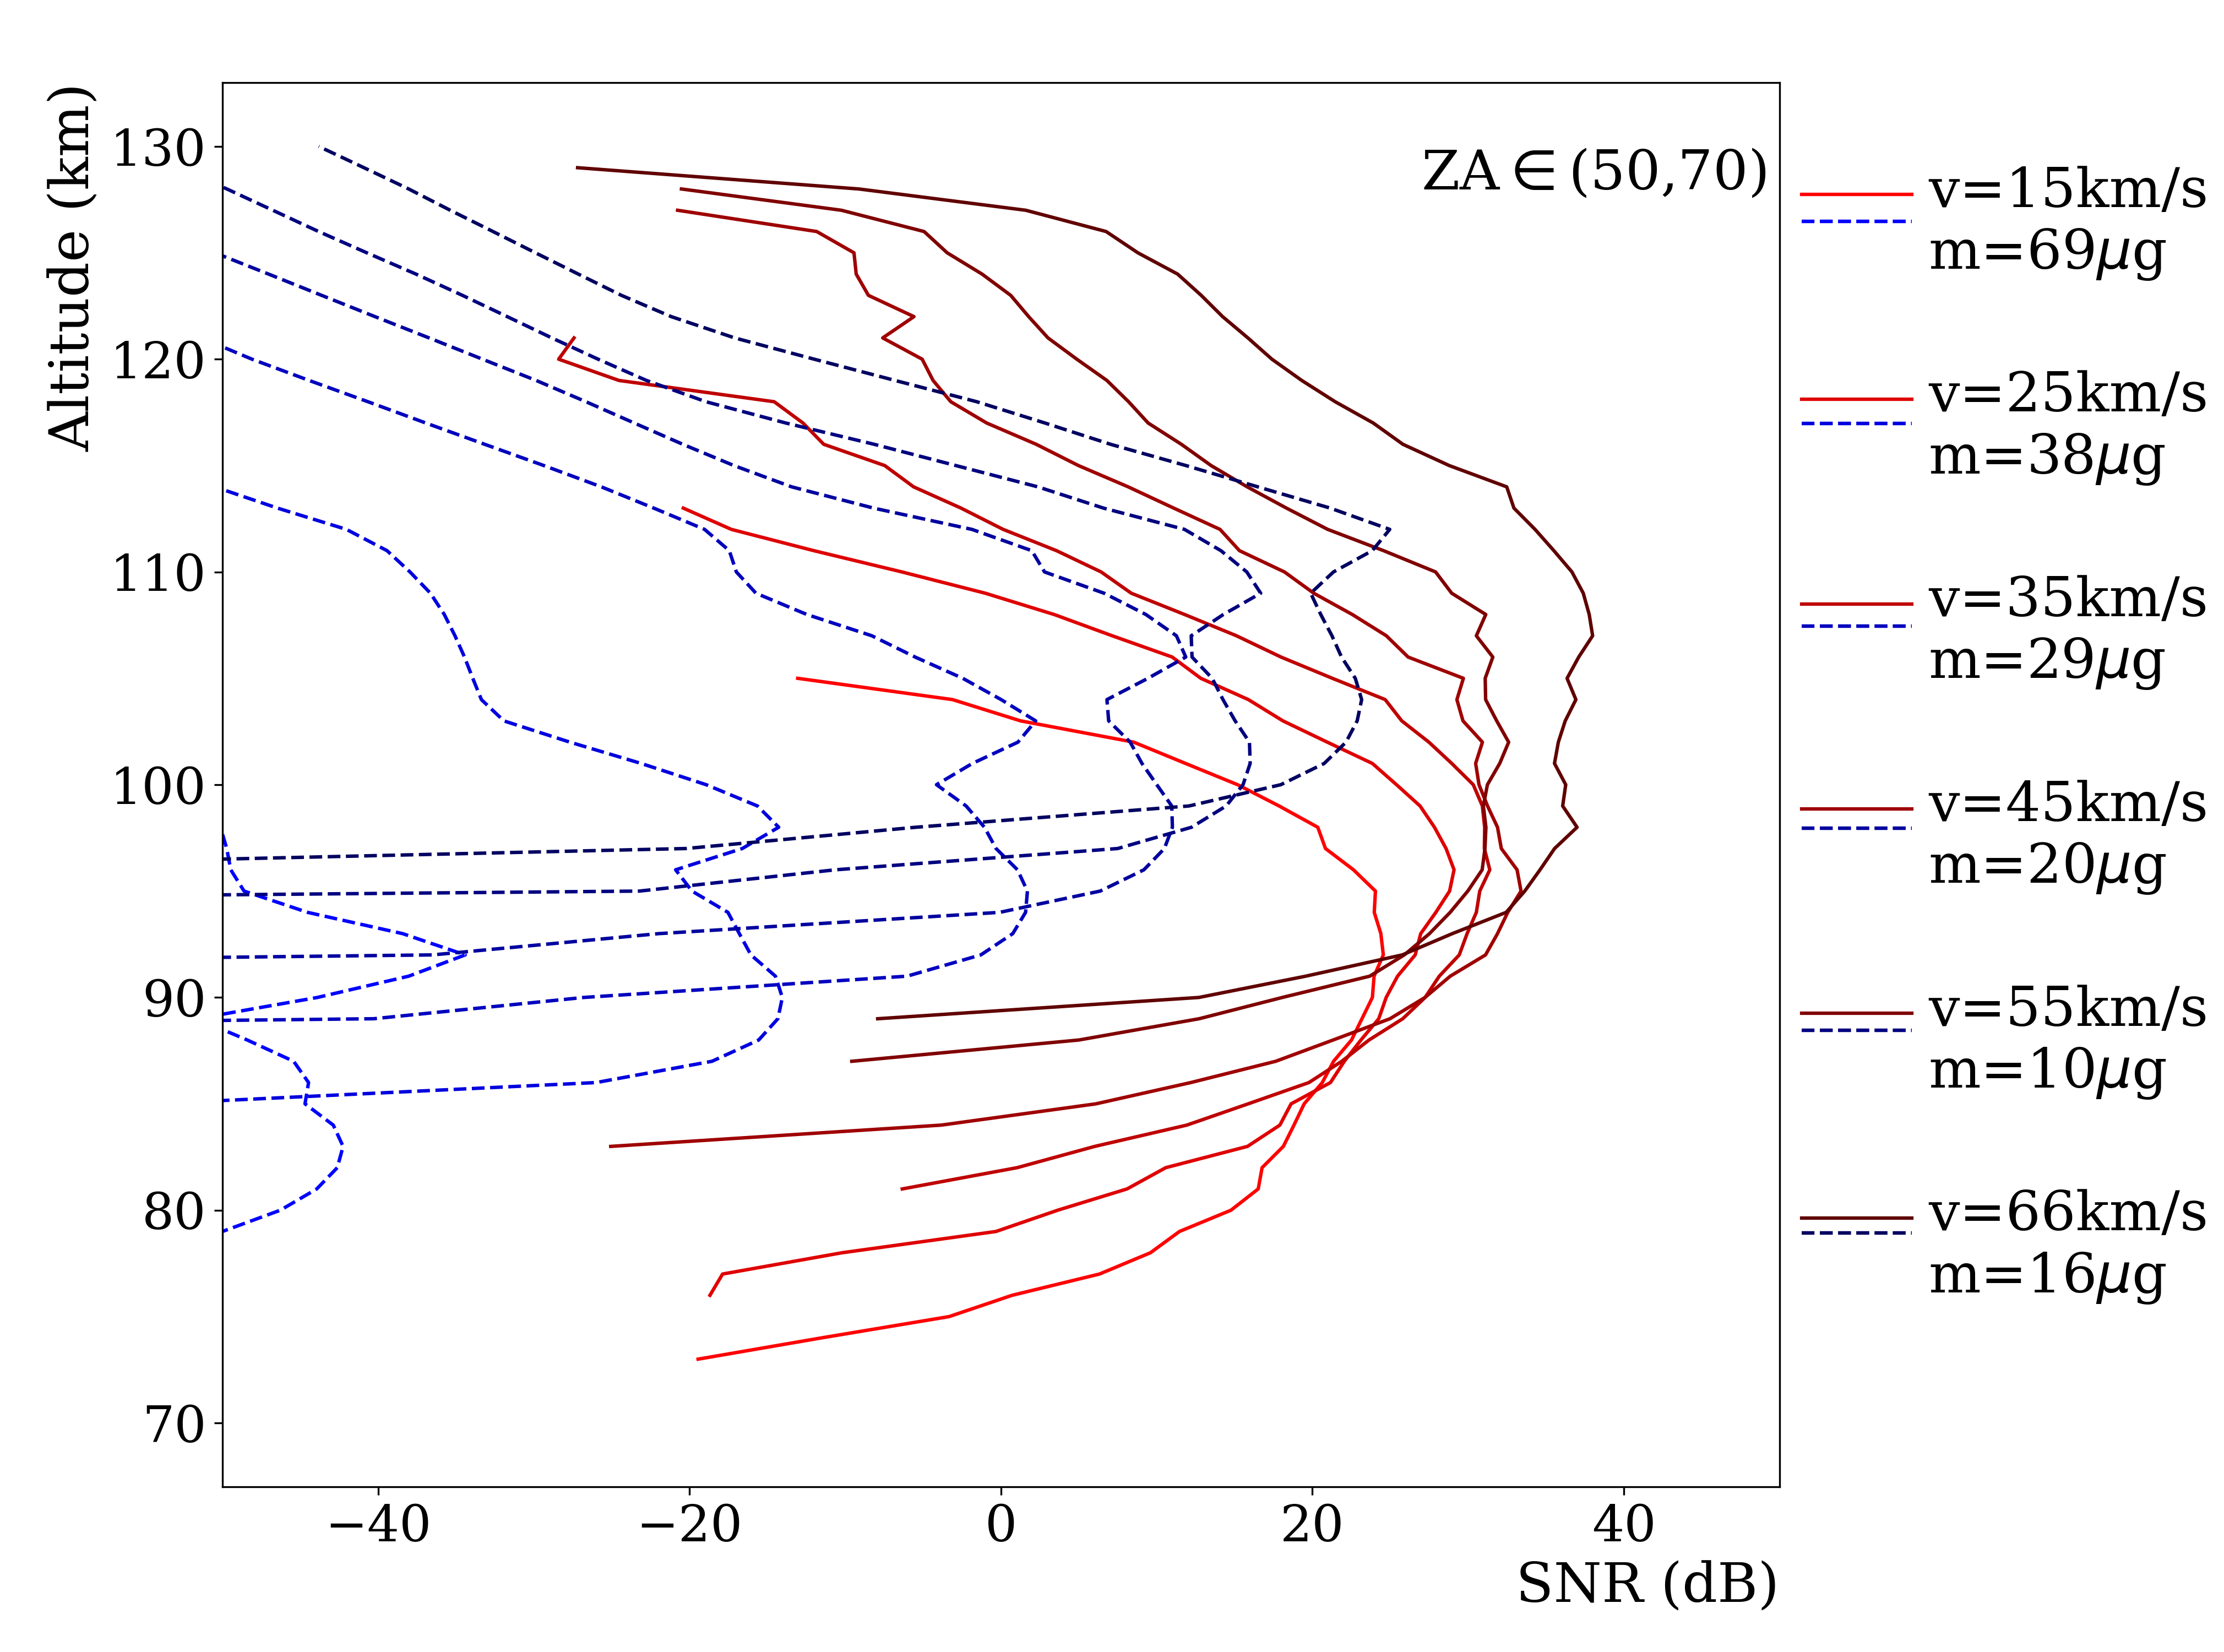 Altitude (km)
130
120
110
100
90
80
70
−40
−20
0
20
40
SNR (dB)
ZA∈(50,70)
v=15km/s
m=69μg
v=25km/s
m=38μg
v=35km/s
m=29μg
v=45km/s
m=20μg
v=55km/s
m=10μg
v=66km/s
m=16μg